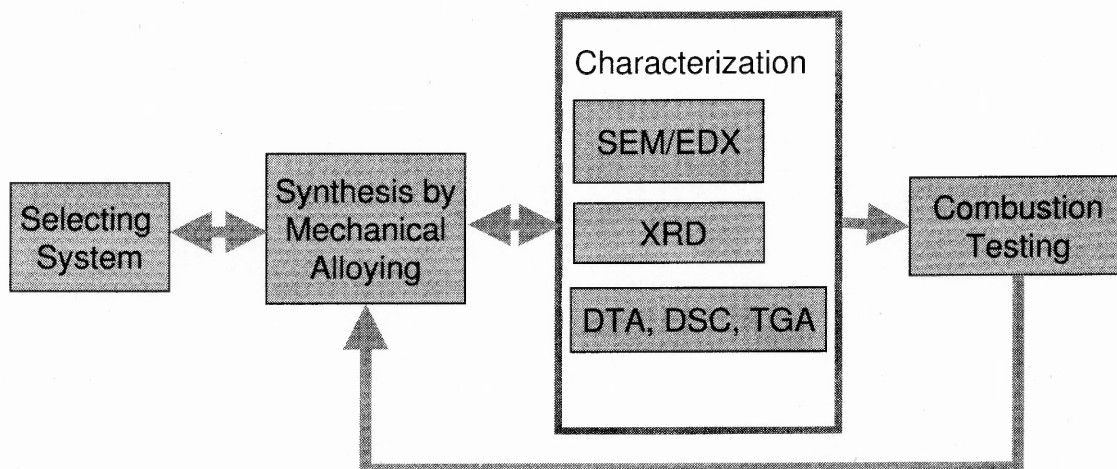 Selecting
System
Synthesis by
Mechanical
Alloying
Characterization
SEM/EDX
XRD
DTA, DSC, TGA
Combustion
Testing